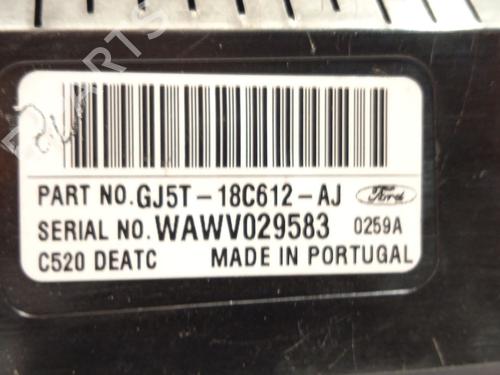 PART NO.GJ5T-18C612-AJ Ford
SERIAL NO.WAWV029583 0259A
C520 DEATC MADE IN PORTUGAL